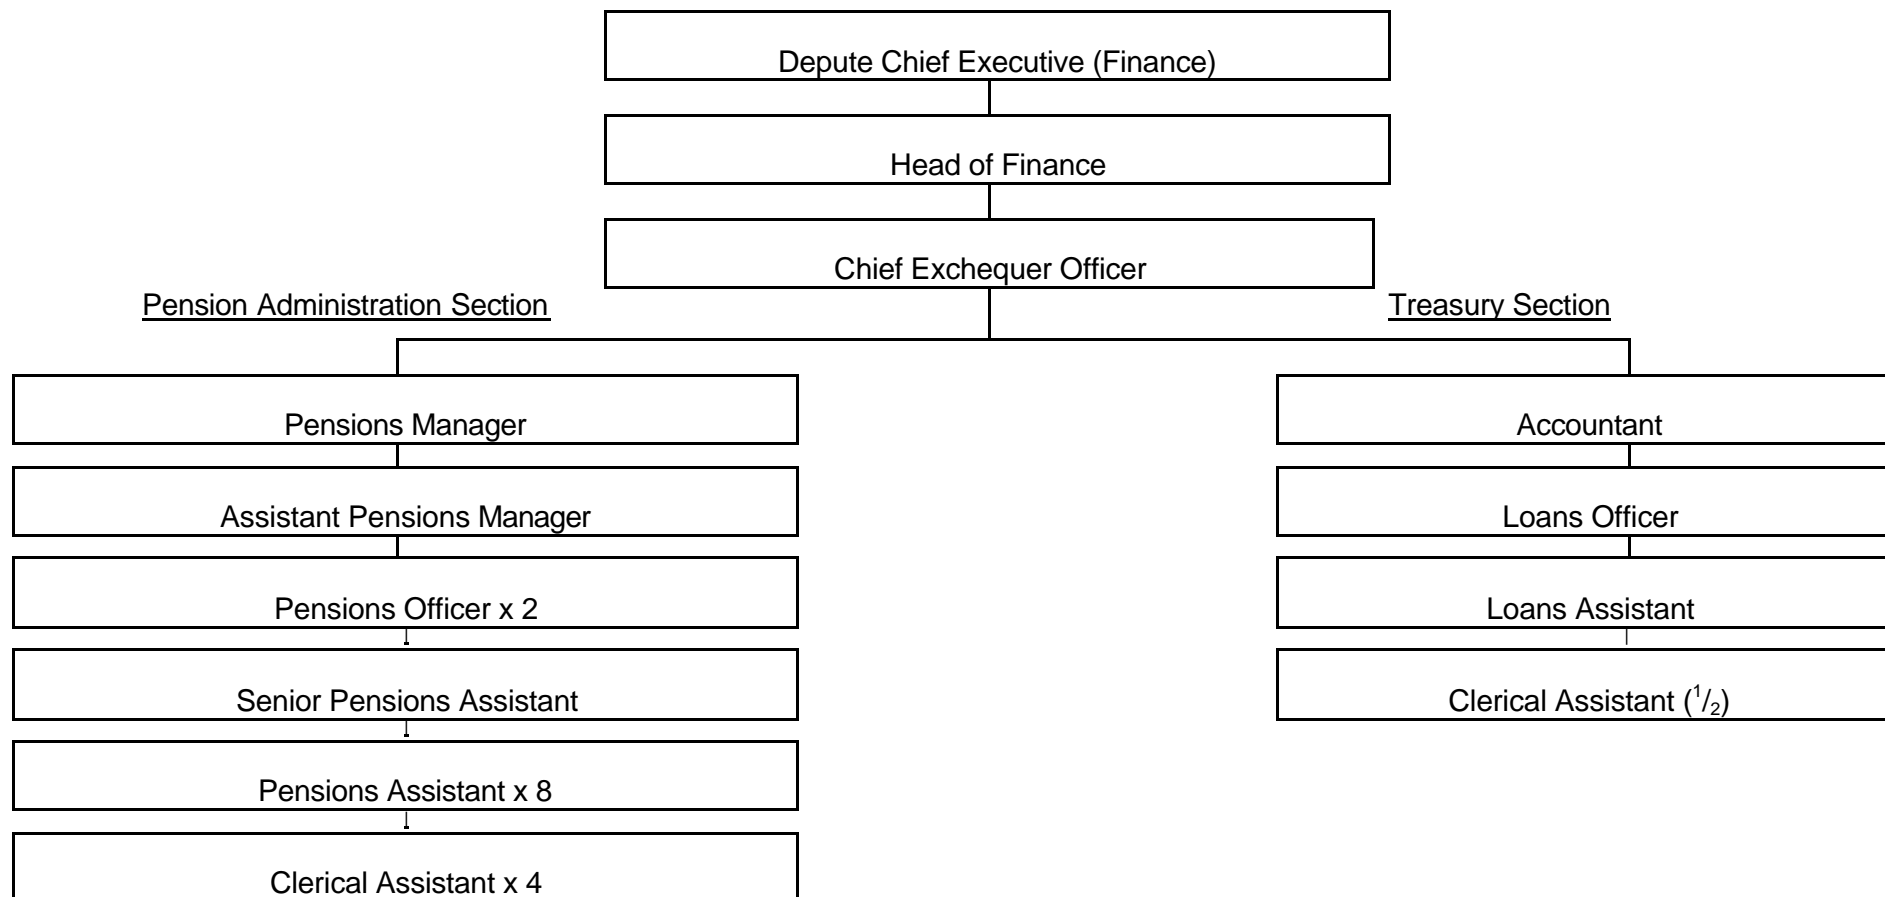 Depute Chief Executive (Finance)
Head of Finance
Chief Exchequer Officer
Pension Administration Section
Treasury Section
Pensions Manager
Accountant
Assistant Pensions Manager
Loans Officer
Pensions Officer x 2
Loans Assistant
Senior Pensions Assistant
Clerical Assistant (1/2)
Pensions Assistant x 8
Clerical Assistant x 4